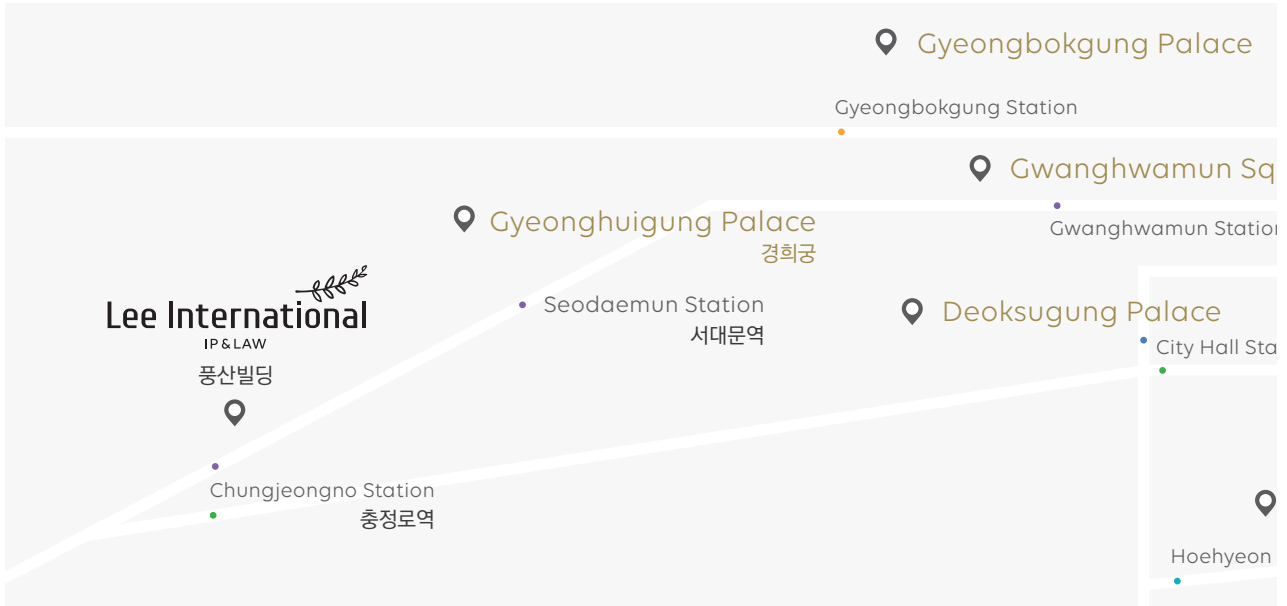 Gyeongbokgung Palace
Gyeongbokgung Station
Gwanghwamun Sq
Gwanghwamun Station
Gyeonghuigung Palace
경희궁
Lee International
IP & LAW
풍산빌딩
Seodaemun Station
서대문역
Deoksugung Palace
City Hall Sta
Chungjeongno Station
충정로역
Hoehyeon